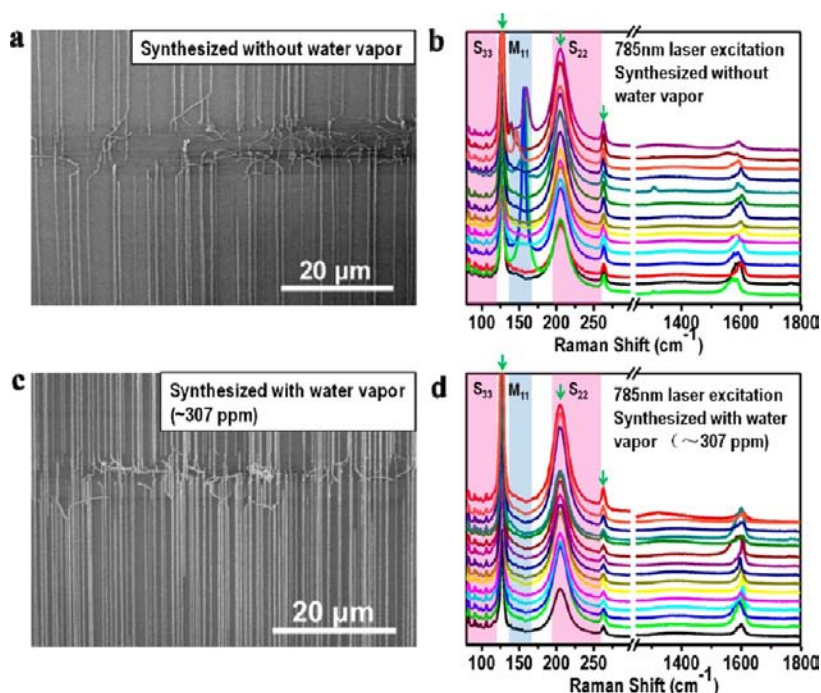 a
Synthesized without water vapor
20 µm
b
S33 M11 S22
785nm laser excitation
Synthesized without
water vapor
100 150 200 250 1400 1600 1800
Raman Shift (cm-1)
c
Synthesized with water vapor
(~307 ppm)
20 µm
d
S33 M11 S22
785nm laser excitation
Synthesized with water
vapor （～307 ppm)
100 150 200 250 1400 1600 1800
Raman Shift (cm-1)